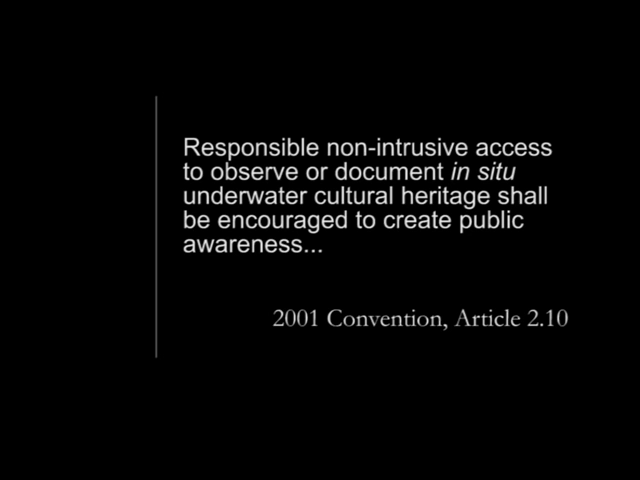 Responsible non-intrusive access
to observe or document in situ
underwater cultural heritage shall
be encouraged to create public
awareness...
2001 Convention, Article 2.10